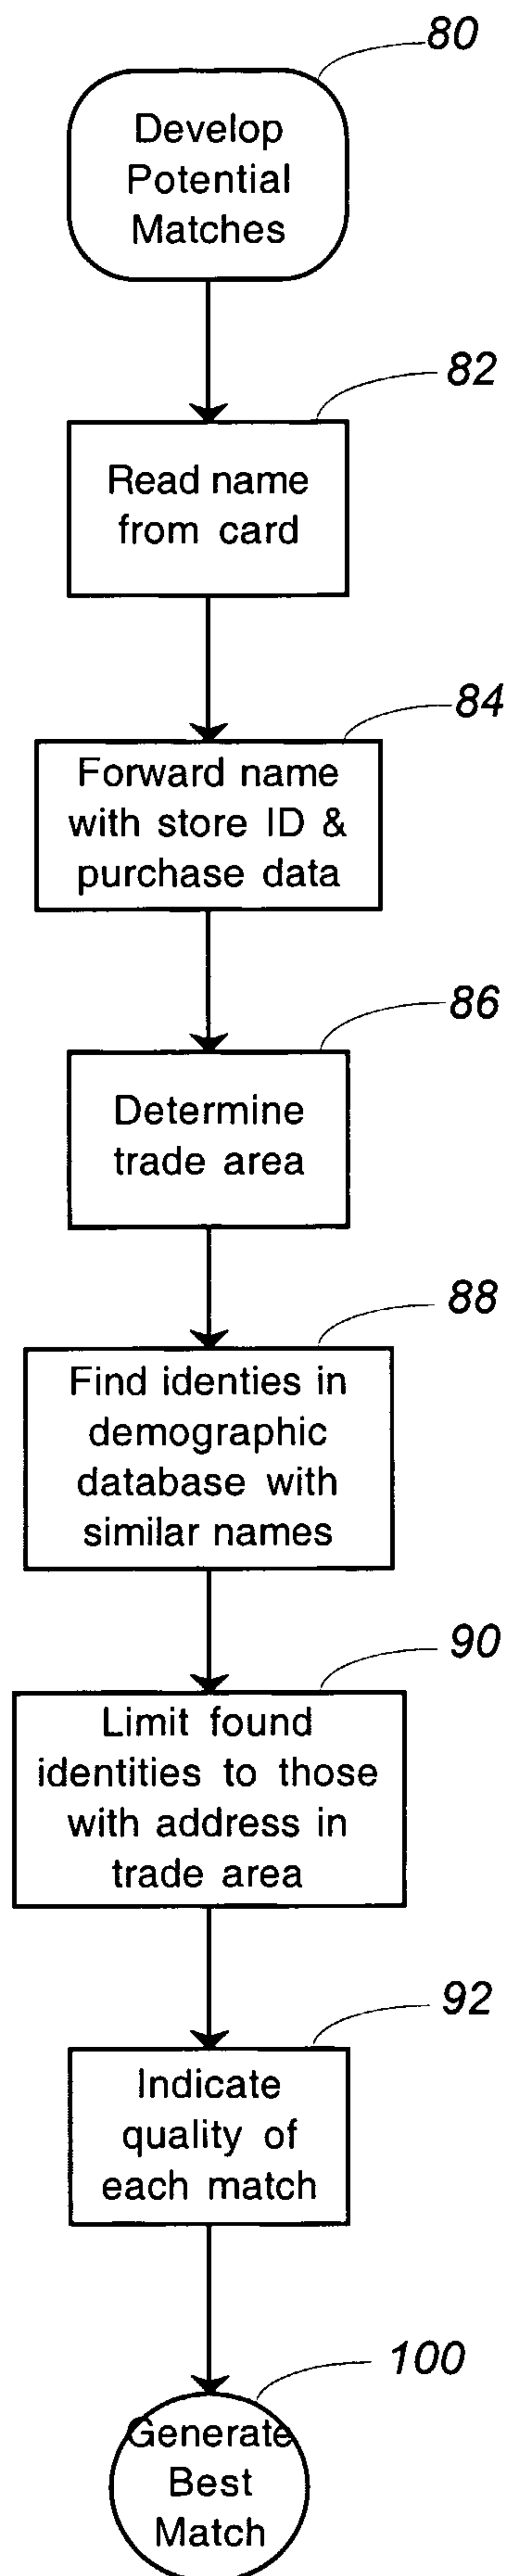 80
Develop
Potential
Matches
82
Read name
from card
84
Forward name
with store ID &
purchase data
86
Determine
trade area
88
Find identies in
demographic
database with
similar names
90
Limit found
identities to those
with address in
trade area
92
Indicate
quality of
each match
100
Generate
Best
Match